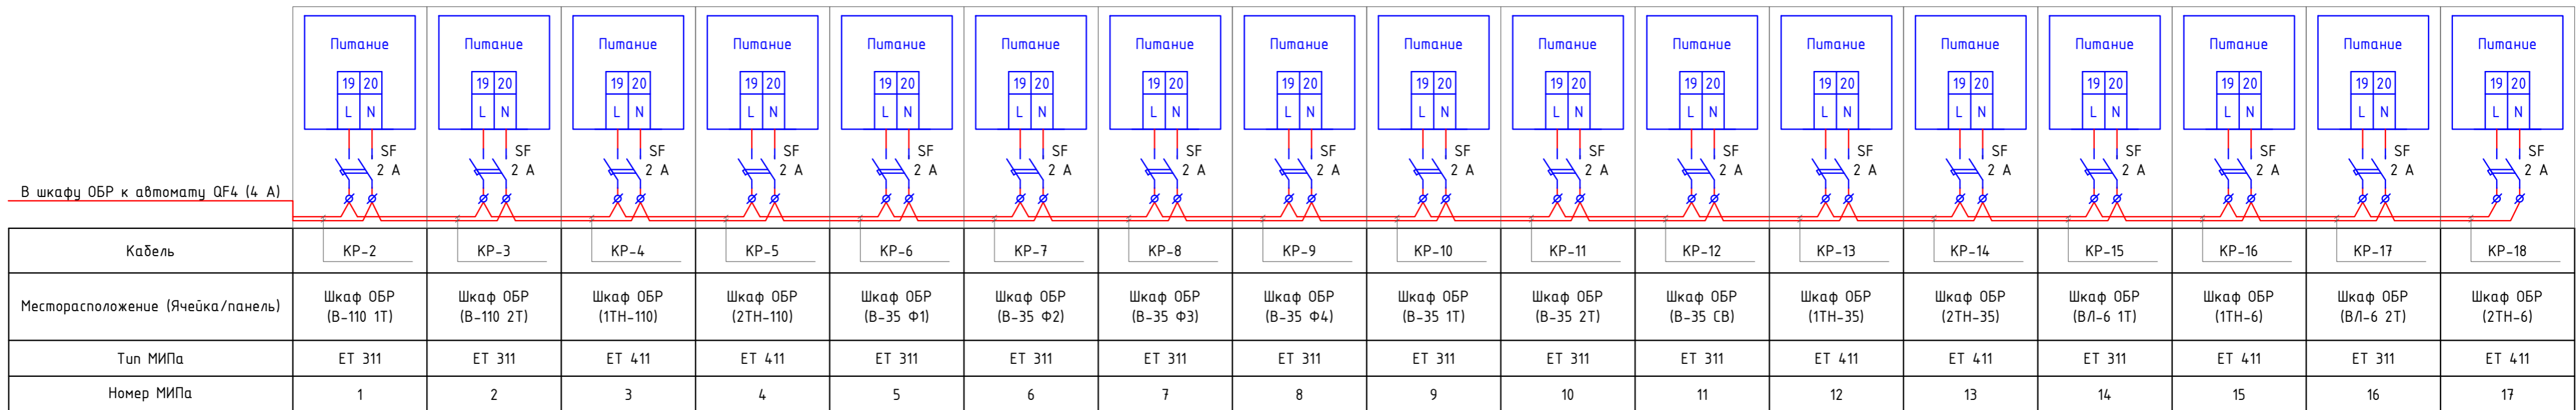 Питание Питание Питание Питание Питание Питание Питание Питание Питание Питание Питание Питание Питание Питание Питание Питание Питание
19 20 19 20 19 20 19 20 19 20 19 20 19 20 19 20 19 20 19 20 19 20 19 20 19 20 19 20 19 20 19 20 19 20
L N L N L N L N L N L N L N L N L N L N L N L N L N L N L N L N L N
SF SF SF SF SF SF SF SF SF SF SF SF SF SF SF SF SF
2 А 2 А 2 А 2 А 2 А 2 А 2 А 2 А 2 А 2 А 2 А 2 А 2 А 2 А 2 А 2 А 2 А
В шкафу ОБР к автомату QF4 (4 А)
Кабель КР-2 КР-3 КР-4 КР-5 КР-6 КР-7 КР-8 КР-9 КР-10 КР-11 КР-12 КР-13 КР-14 КР-15 КР-16 КР-17 КР-18
Месторасположение (Ячейка/панель)
Шкаф ОБР Шкаф ОБР Шкаф ОБР Шкаф ОБР Шкаф ОБР Шкаф ОБР Шкаф ОБР Шкаф ОБР Шкаф ОБР Шкаф ОБР Шкаф ОБР Шкаф ОБР Шкаф ОБР Шкаф ОБР Шкаф ОБР Шкаф ОБР Шкаф ОБР
(В-110 1Т) (В-110 2Т) (1ТН-110) (2ТН-110) (В-35 Ф1) (В-35 Ф2) (В-35 Ф3) (В-35 Ф4) (В-35 1Т) (В-35 2Т) (В-35 СВ) (1ТН-35) (2ТН-35) (ВЛ-6 1Т) (1ТН-6) (ВЛ-6 2Т) (2ТН-6)
Тип МИПа ЕТ 311 ЕТ 311 ЕТ 411 ЕТ 411 ЕТ 311 ЕТ 311 ЕТ 311 ЕТ 311 ЕТ 311 ЕТ 311 ЕТ 311 ЕТ 411 ЕТ 411 ЕТ 311 ЕТ 411 ЕТ 311 ЕТ 411
Номер МИПа 1 2 3 4 5 6 7 8 9 10 11 12 13 14 15 16 17